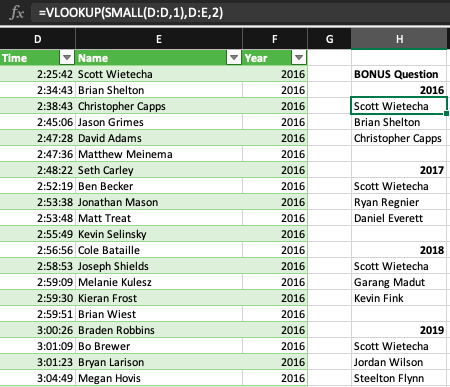 fx =VLOOKUP(SMALL(D:D,1),D:E,2)
D E F G H
Time Name Year
2:25:42 Scott Wietecha 2016 BONUS Question
2:34:43 Brian Shelton 2016 2016
2:38:43 Christopher Capps 2016 Scott Wietecha
2:45:06 Jason Grimes 2016 Brian Shelton
2:47:28 David Adams 2016 Christopher Capps
2:47:36 Matthew Meinema 2016
2:48:22 Seth Carley 2016 2017
2:52:19 Ben Becker 2016 Scott Wietecha
2:53:38 Jonathan Mason 2016 Ryan Regnier
2:53:48 Matt Treat 2016 Daniel Everett
2:55:49 Kevin Selinsky 2016
2:56:56 Cole Bataille 2016 2018
2:58:53 Joseph Shields 2016 Scott Wietecha
2:59:09 Melanie Kulesz 2016 Garang Madut
2:59:30 Kieran Frost 2016 Kevin Fink
2:59:51 Brian Wiest 2016
3:00:26 Braden Robbins 2016 2019
3:01:09 Bo Brewer 2016 Scott Wietecha
3:01:23 Bryan Larison 2016 Jordan Wilson
3:04:49 Megan Hovis 2016 Steelton Flynn